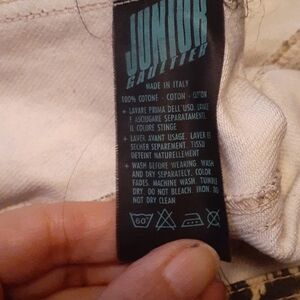 JUNIOR
GAULTIER
MADE IN ITALY
100% COTONE - COTON - COTTON
• LAVARE PRIMA DELL'USO. LAVARE
E ASCIUGARE SEPARATAMENTE.
IL COLORE STINGE
• LAVER AVANT USAGE. LAVER ET
SECHER SEPAREMENT. TISSU
DETEINT NATURELLEMENT
• WASH BEFORE WEARING. WASH
AND DRY SEPARATELY. COLOR
FADES. MACHINE WASH. TUMBLE
DRY. DO NOT BLEACH. IRON. DO
NOT DRY CLEAN
60°